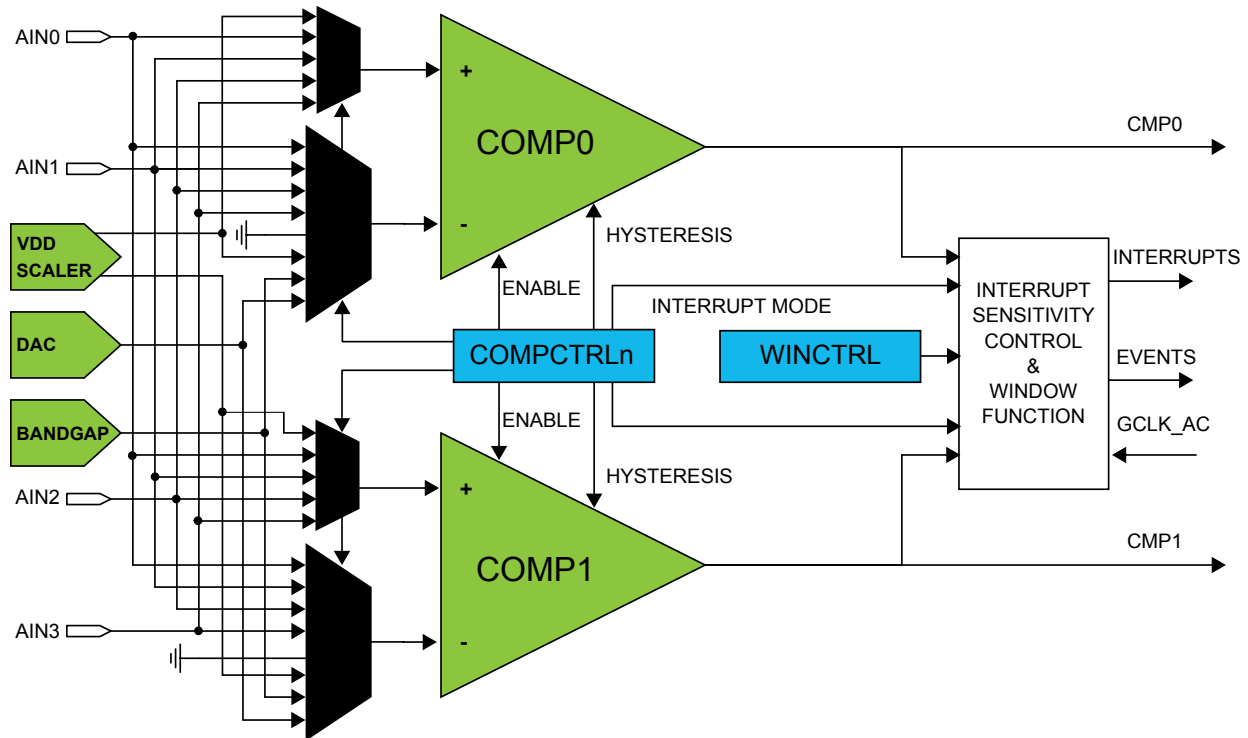 AIN0
+
COMP0
CMP0
AIN1
-
HYSTERESIS
VDD
SCALER
ENABLE
INTERRUPT MODE
INTERRUPTS
INTERRUPT
SENSITIVITY
CONTROL
&
WINDOW
FUNCTION
DAC
COMPCTRLn
WINCTRL
EVENTS
BANDGAP
ENABLE
GCLK_AC
HYSTERESIS
AIN2
+
COMP1
CMP1
AIN3
-